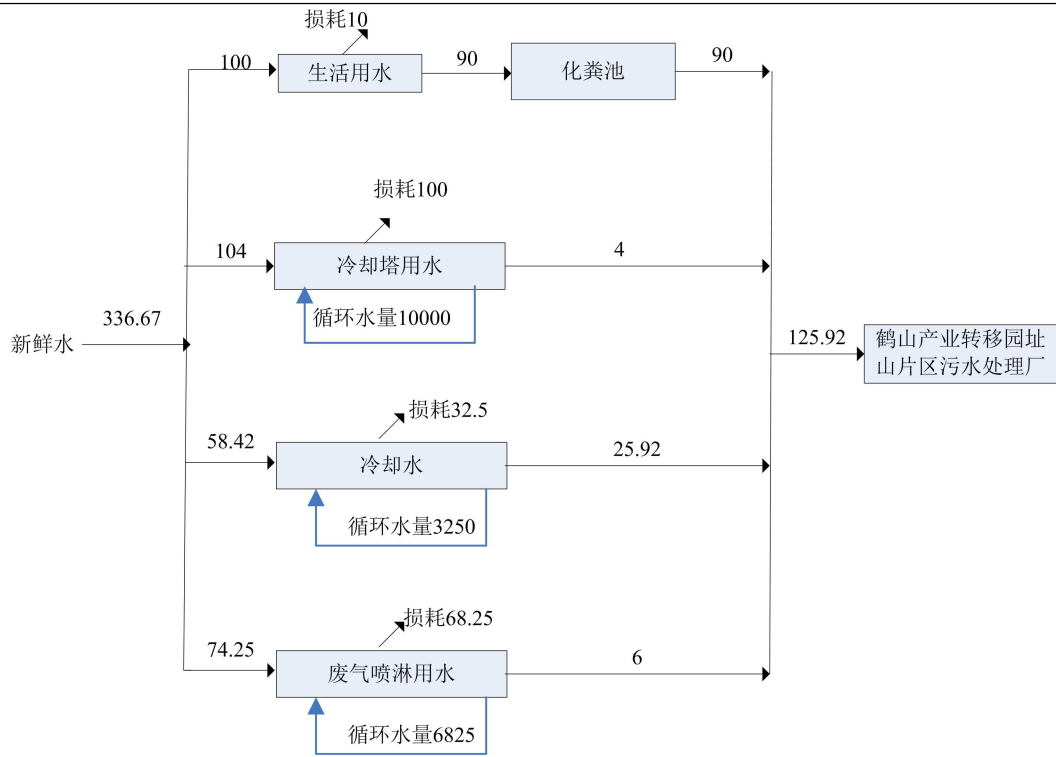 损耗10
100
生活用水
90
化粪池
90
损耗100
104
冷却塔用水
4
循环水量10000
新鲜水
336.67
125.92
鹤山产业转移园址
山片区污水处理厂
损耗32.5
58.42
冷却水
25.92
循环水量3250
损耗68.25
74.25
废气喷淋用水
6
循环水量6825